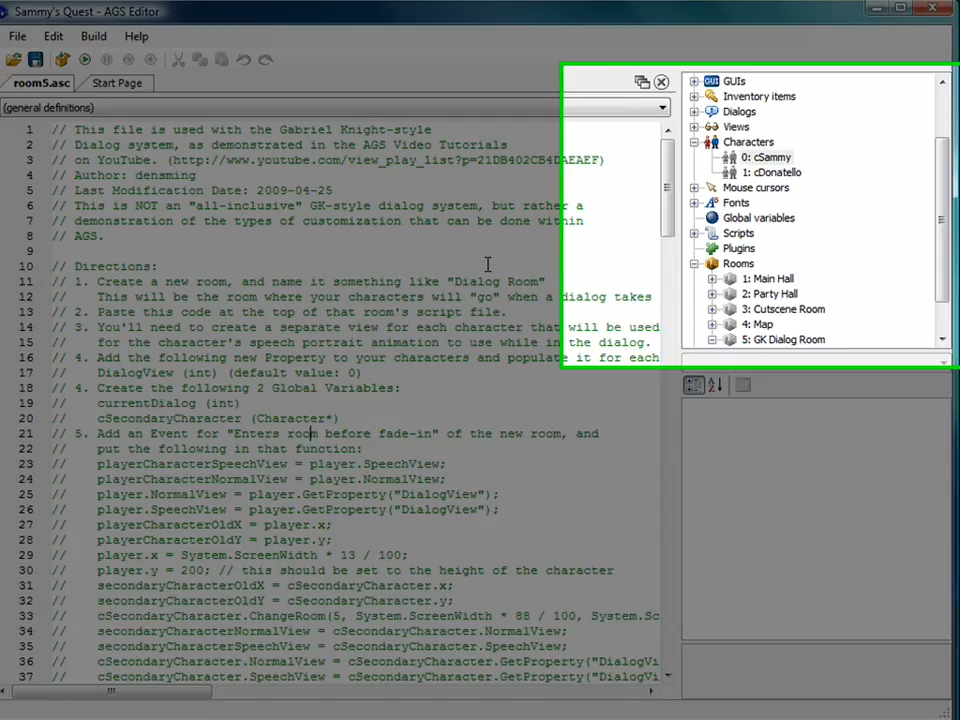 Sammy's Quest - AGS Editor
File Edit Build Help
room5.asc Start Page
(general definitions)
1 // This file is used with the Gabriel Knight-style
2 // Dialog system, as demonstrated in the AGS Video Tutorials
3 // on YouTube. (http://www.youtube.com/view_play_list?p=21DB402CB4DAEAEF)
4 // Author: densming
5 // Last Modification Date: 2009-04-25
6 // This is NOT an "all-inclusive" GK-style dialog system, but rather a
7 // demonstration of the types of customization that can be done within
8 // AGS.
9
10 // Directions:
11 // 1. Create a new room, and name it something like "Dialog Room"
12 // This will be the room where your characters will "go" when a dialog takes
13 // 2. Paste this code at the top of that room's script file.
14 // 3. You'll need to create a separate view for each character that will be used
15 // for the character's speech portrait animation to use while in the dialog.
16 // 4. Add the following new Property to your characters and populate it for each
17 // DialogView (int) (default value: 0)
18 // 4. Create the following 2 Global Variables:
19 // currentDialog (int)
20 // cSecondaryCharacter (Character*)
21 // 5. Add an Event for "Enters room before fade-in" of the new room, and
22 // put the following in that function:
23 // playerCharacterSpeechView = player.SpeechView;
24 // playerCharacterNormalView = player.NormalView;
25 // player.NormalView = player.GetProperty("DialogView");
26 // player.SpeechView = player.GetProperty("DialogView");
27 // playerCharacterOldX = player.x;
28 // playerCharacterOldY = player.y;
29 // player.x = System.ScreenWidth * 13 / 100;
30 // player.y = 200; // this should be set to the height of the character
31 // secondaryCharacterOldX = cSecondaryCharacter.x;
32 // secondaryCharacterOldY = cSecondaryCharacter.y;
33 // cSecondaryCharacter.ChangeRoom(5, System.ScreenWidth * 88 / 100, System.Sc
34 // secondaryCharacterNormalView = cSecondaryCharacter.NormalView;
35 // secondaryCharacterSpeechView = cSecondaryCharacter.SpeechView;
36 // cSecondaryCharacter.NormalView = cSecondaryCharacter.GetProperty("DialogVi
37 // cSecondaryCharacter.SpeechView = cSecondaryCharacter.GetProperty("DialogVi
GUI GUIs
Inventory items
Dialogs
Views
Characters
0: cSammy
1: cDonatello
Mouse cursors
Fonts
Global variables
Scripts
Plugins
Rooms
1: Main Hall
2: Party Hall
3: Cutscene Room
4: Map
5: GK Dialog Room